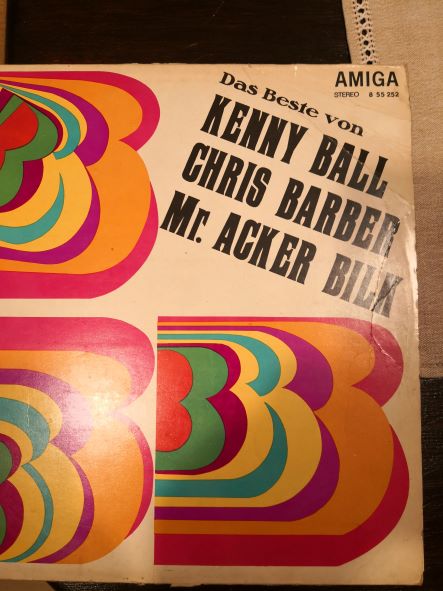 AMIGA
STEREO 8 55 252
Das Beste von
KENNY BALL
CHRIS BARBER
Mr. ACKER BILK